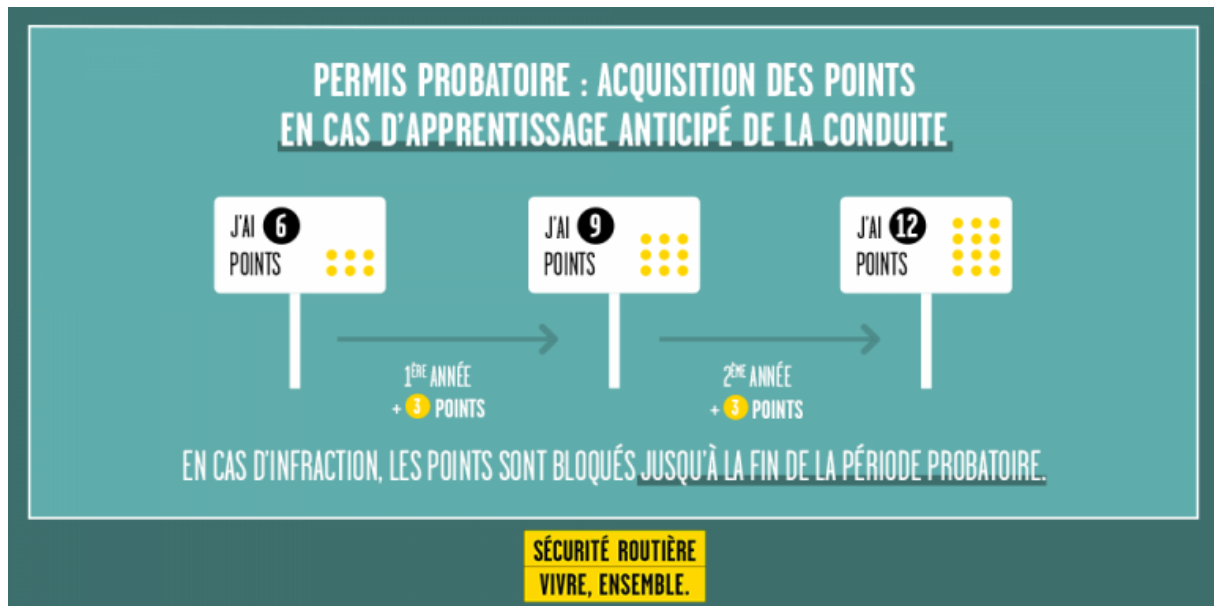 PERMIS PROBATOIRE : ACQUISITION DES POINTS
EN CAS D'APPRENTISSAGE ANTICIPÉ DE LA CONDUITE
J'AI 6
POINTS
J'AI 9
POINTS
J'AI 12
POINTS
1ÈRE ANNÉE
+ 3 POINTS
2ÈME ANNÉE
+ 3 POINTS
EN CAS D'INFRACTION, LES POINTS SONT BLOQUÉS JUSQU'À LA FIN DE LA PÉRIODE PROBATOIRE.
SÉCURITÉ ROUTIÈRE
VIVRE, ENSEMBLE.